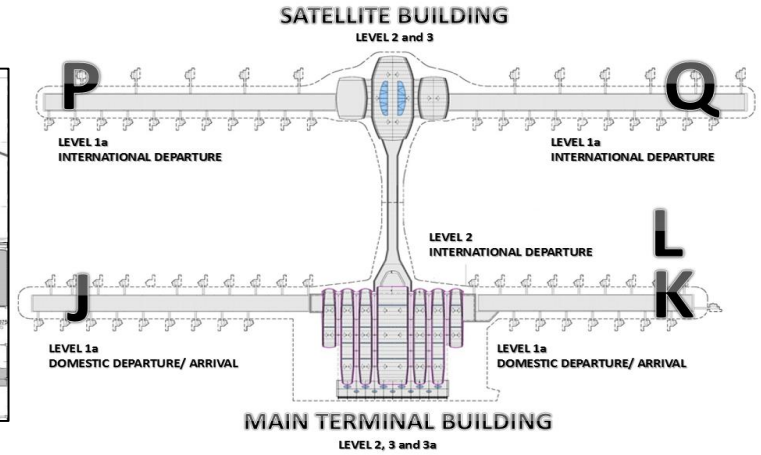 SATELLITE BUILDING
LEVEL 2 and 3
P
Q
LEVEL 1a
INTERNATIONAL DEPARTURE
LEVEL 1a
INTERNATIONAL DEPARTURE
LEVEL 2
INTERNATIONAL DEPARTURE
L
J
K
LEVEL 1a
DOMESTIC DEPARTURE/ ARRIVAL
LEVEL 1a
DOMESTIC DEPARTURE/ ARRIVAL
MAIN TERMINAL BUILDING
LEVEL 2, 3 and 3a